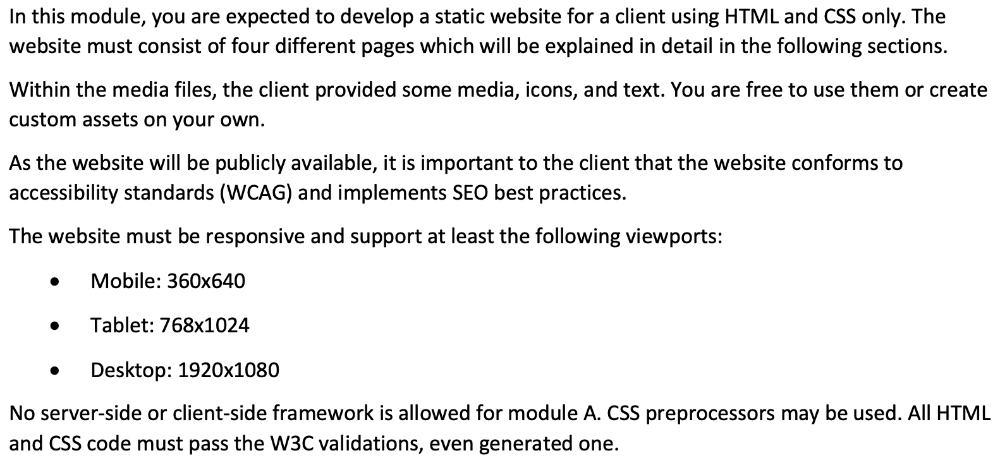 In this module, you are expected to develop a static website for a client using HTML and CSS only. The
website must consist of four different pages which will be explained in detail in the following sections.
Within the media files, the client provided some media, icons, and text. You are free to use them or create
custom assets on your own.
As the website will be publicly available, it is important to the client that the website conforms to
accessibility standards (WCAG) and implements SEO best practices.
The website must be responsive and support at least the following viewports:
• Mobile: 360x640
• Tablet: 768x1024
• Desktop: 1920x1080
No server-side or client-side framework is allowed for module A. CSS preprocessors may be used. All HTML
and CSS code must pass the W3C validations, even generated one.